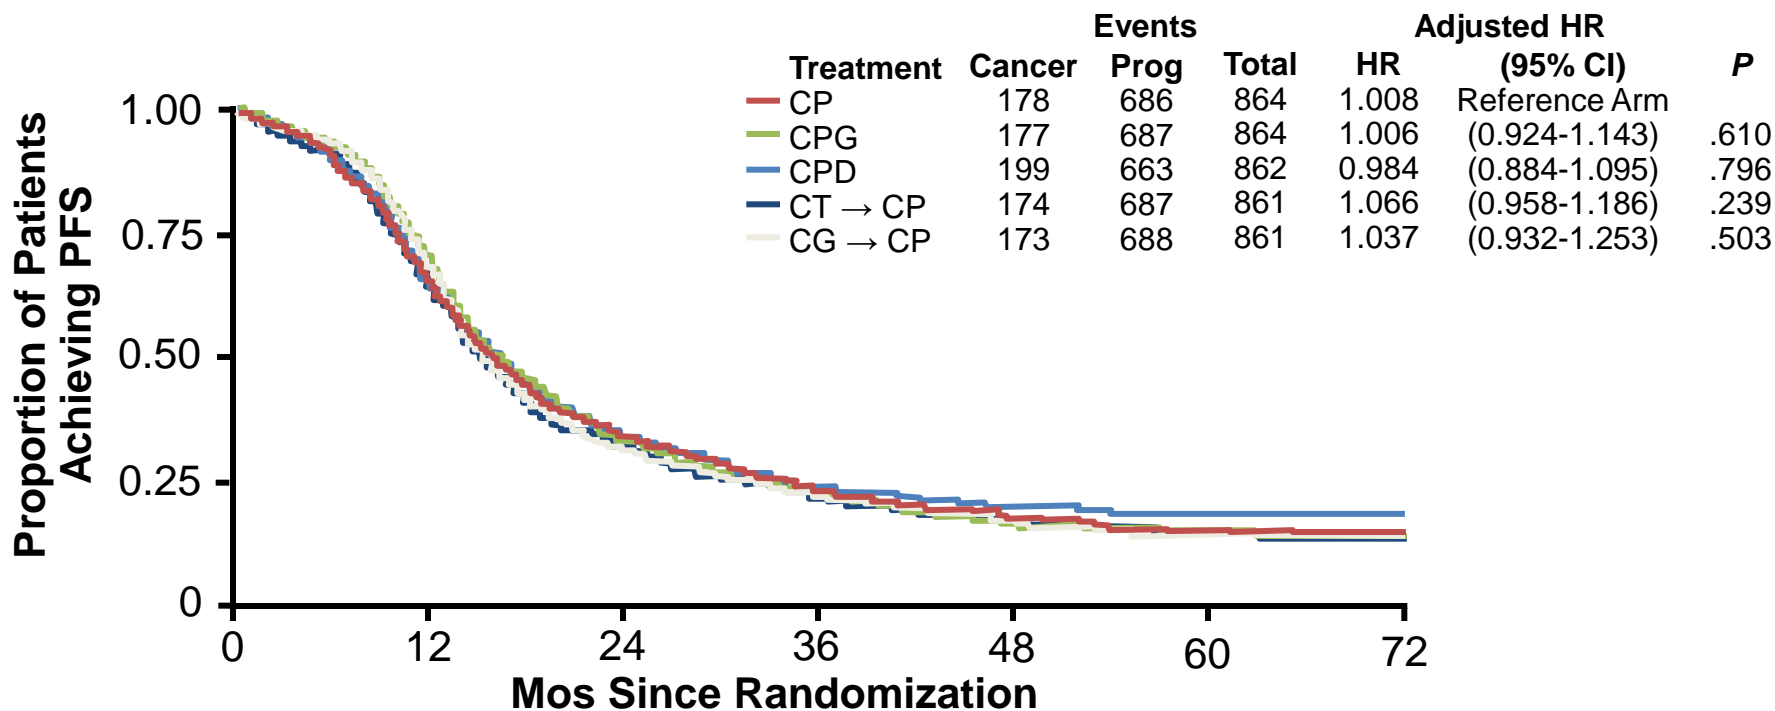 Events Adjusted HR
Treatment Cancer Prog Total HR (95% CI) P
CP 178 686 864 1.008 Reference Arm
CPG 177 687 864 1.006 (0.924-1.143) .610
CPD 199 663 862 0.984 (0.884-1.095) .796
CT → CP 174 687 861 1.066 (0.958-1.186) .239
CG → CP 173 688 861 1.037 (0.932-1.253) .503
Proportion of Patients
Achieving PFS
1.00
0.75
0.50
0.25
0
0 12 24 36 48 60 72
Mos Since Randomization